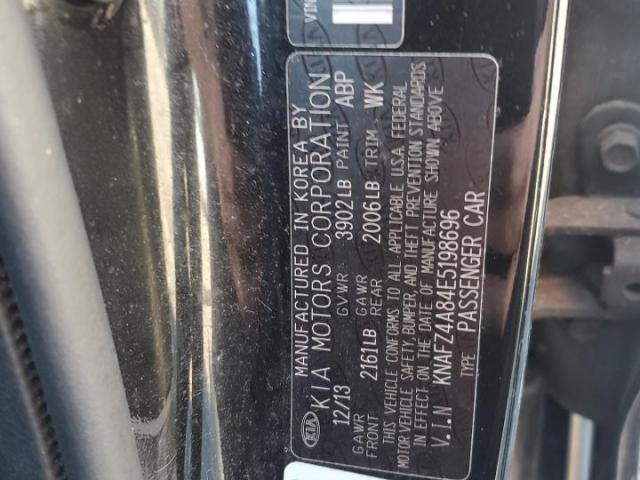 VIN
MANUFACTURED IN KOREA BY
KIA KIA MOTORS CORPORATION
12/13 GVWR 3902LB PAINT ABP
GAWR FRONT 2161LB GAWR REAR 2006LB TRIM WK
THIS VEHICLE CONFORMS TO ALL APPLICABLE U.S.A. FEDERAL
MOTOR VEHICLE SAFETY, BUMPER, AND THEFT PREVENTION STANDARDS
IN EFFECT ON THE DATE OF MANUFACTURE SHOWN ABOVE
V.I.N KNAFZ4A84E5198696
TYPE PASSENGER CAR